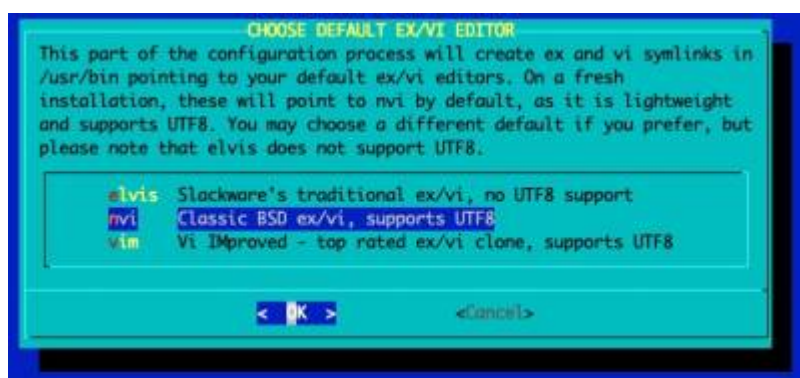 CHOOSE DEFAULT EX/VI EDITOR
This part of the configuration process will create ex and vi symlinks in
/usr/bin pointing to your default ex/vi editors. On a fresh
installation, these will point to nvi by default, as it is lightweight
and supports UTF8. You may choose a different default if you prefer, but
please note that elvis does not support UTF8.
elvis Slackware's traditional ex/vi, no UTF8 support
nvi Classic BSD ex/vi, supports UTF8
vim Vi IMproved - top rated ex/vi clone, supports UTF8
< OK > <Cancel>